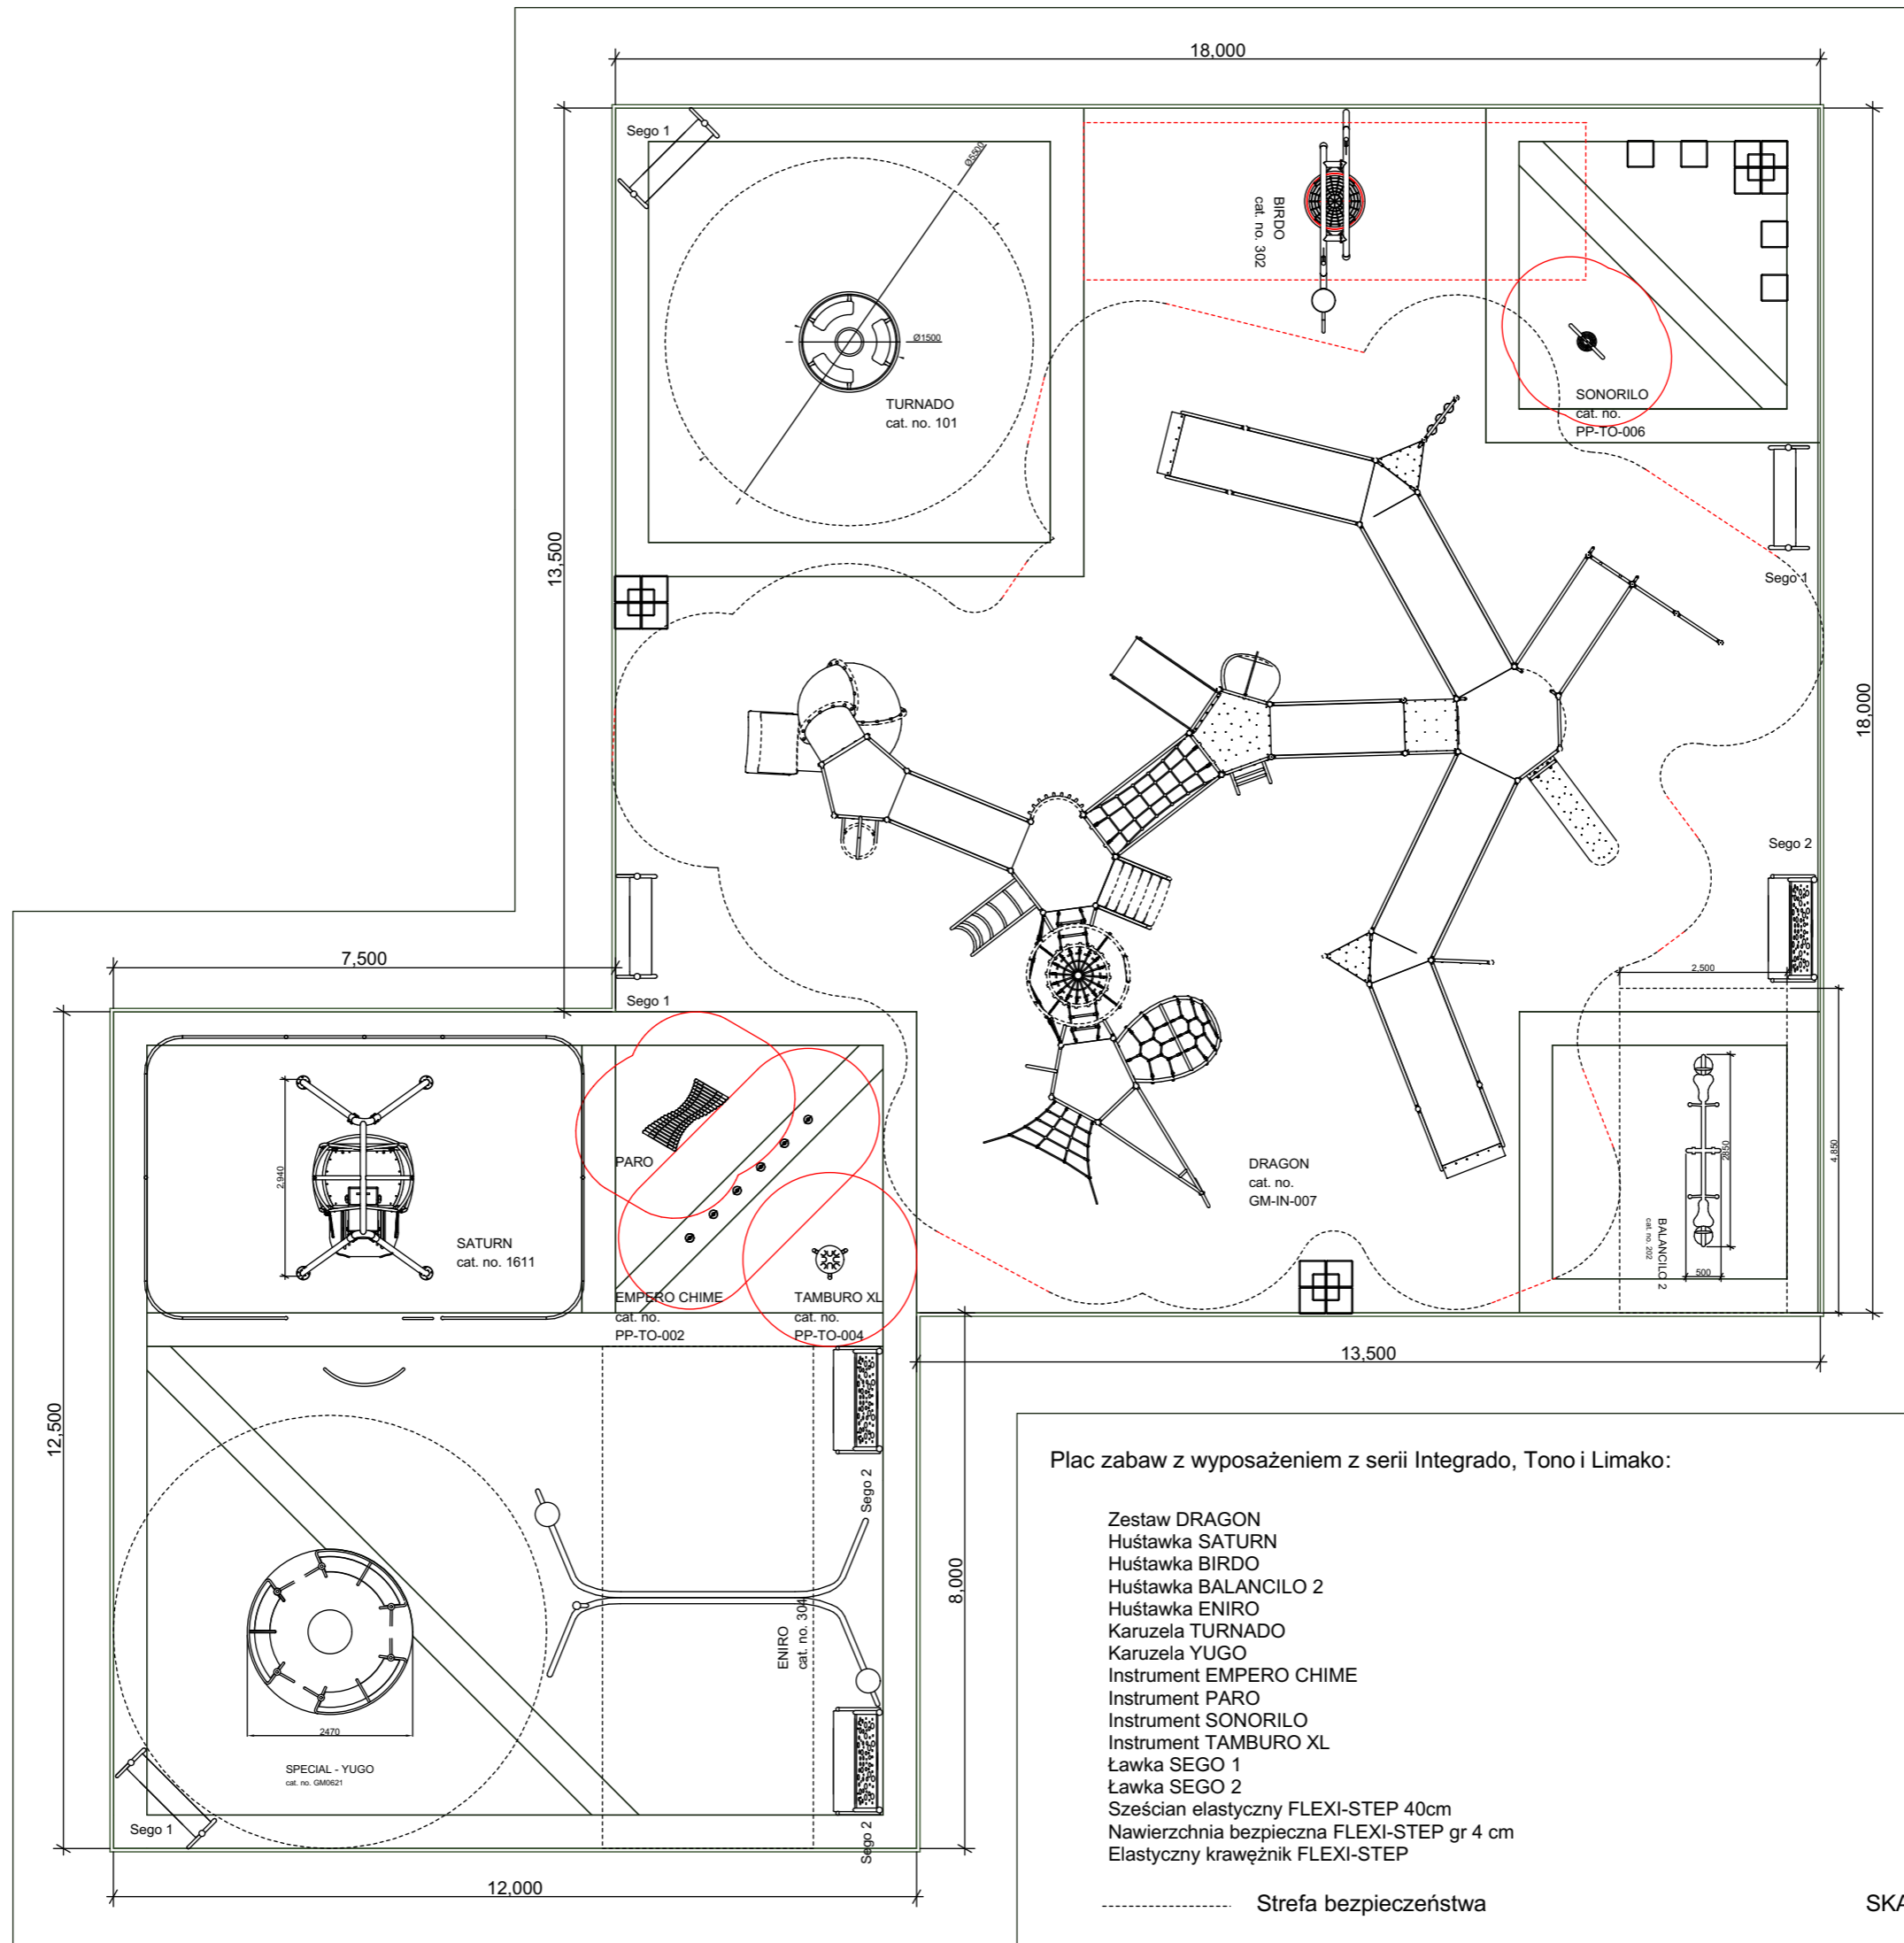 18,000
Sego 1
Ø5500
BIRDO
cat. no. 302
Ø1500
TURNADO
cat. no. 101
SONORILO
cat. no.
PP-TO-006
13,500
Sego 1
18,000
Sego 2
7,500
Sego 1
2,500
PARO
2,940
2850
4,850
DRAGON
cat. no.
GM-IN-007
SATURN
cat. no. 1611
BALANCILO 2
cat. no. 202
500
EMPERO CHIME
cat. no.
PP-TO-002
TAMBURO XL
cat. no.
PP-TO-004
13,500
12,500
Sego 2
8,000
ENIRO
cat. no. 304
2470
SPECIAL - YUGO
cat. no. GM0621
Sego 1
Sego 2
12,000
Plac zabaw z wyposażeniem z serii Integrado, Tono i Limako:
Zestaw DRAGON
Huśtawka SATURN
Huśtawka BIRDO
Huśtawka BALANCILO 2
Huśtawka ENIRO
Karuzela TURNADO
Karuzela YUGO
Instrument EMPERO CHIME
Instrument PARO
Instrument SONORILO
Instrument TAMBURO XL
Ławka SEGO 1
Ławka SEGO 2
Sześcian elastyczny FLEXI-STEP 40cm
Nawierzchnia bezpieczna FLEXI-STEP gr 4 cm
Elastyczny krawężnik FLEXI-STEP
Strefa bezpieczeństwa
SKA